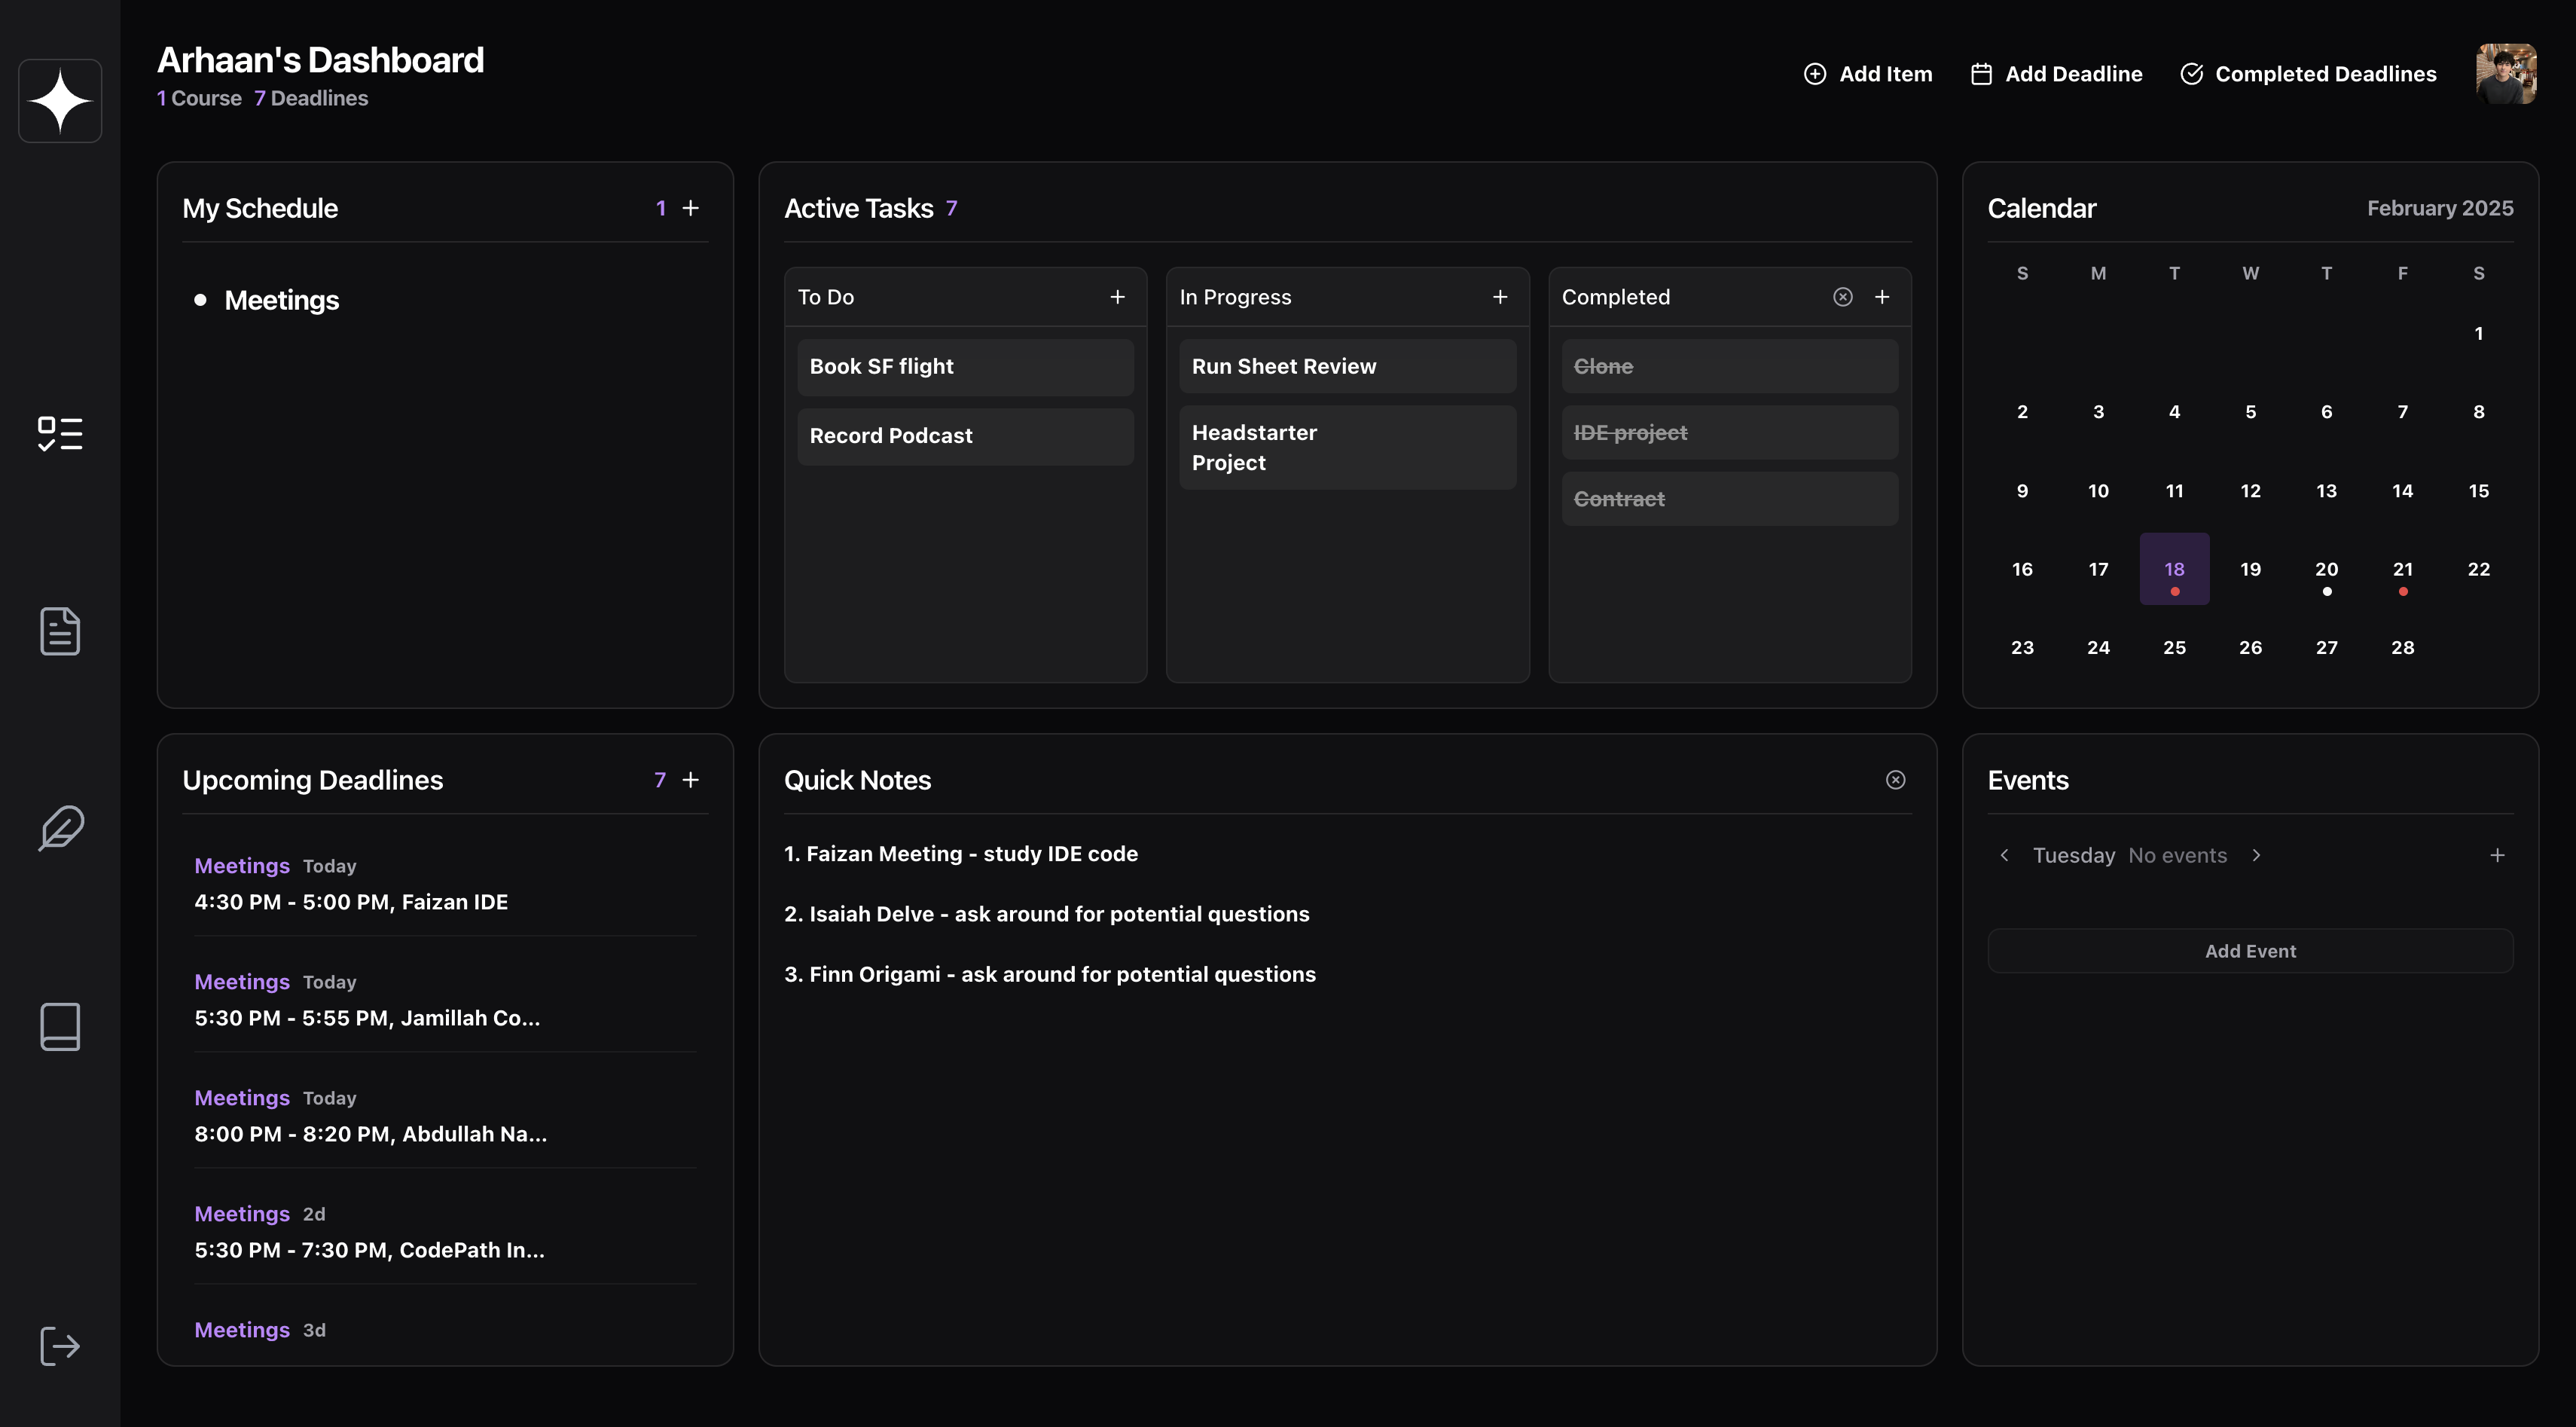 Arhaan's Dashboard
1 Course 7 Deadlines
Add Item
Add Deadline
Completed Deadlines
My Schedule 1
Meetings
Active Tasks 7
To Do
Book SF flight
Record Podcast
In Progress
Run Sheet Review
Headstarter
Project
Completed
Clone
IDE project
Contract
Calendar February 2025
S M T W T F S
1
2 3 4 5 6 7 8
9 10 11 12 13 14 15
16 17 18 19 20 21 22
23 24 25 26 27 28
Upcoming Deadlines 7
Meetings Today
4:30 PM - 5:00 PM, Faizan IDE
Meetings Today
5:30 PM - 5:55 PM, Jamillah Co...
Meetings Today
8:00 PM - 8:20 PM, Abdullah Na...
Meetings 2d
5:30 PM - 7:30 PM, CodePath In...
Meetings 3d
Quick Notes
1. Faizan Meeting - study IDE code
2. Isaiah Delve - ask around for potential questions
3. Finn Origami - ask around for potential questions
Events
Tuesday No events
Add Event